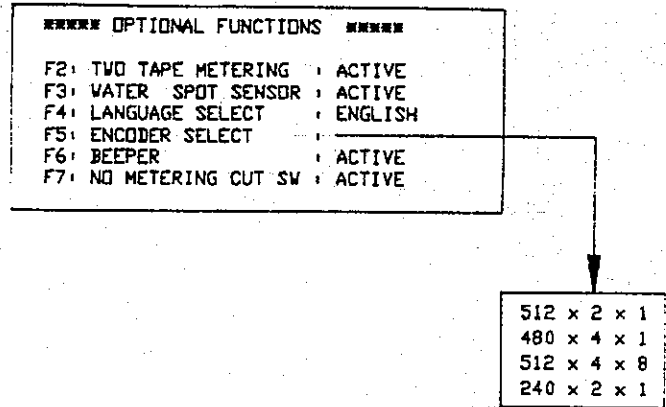 ***** OPTIONAL FUNCTIONS *****
F2: TWO TAPE METERING : ACTIVE
F3: WATER SPOT SENSOR : ACTIVE
F4: LANGUAGE SELECT : ENGLISH
F5: ENCODER SELECT :
F6: BEEPER : ACTIVE
F7: NO METERING CUT SW : ACTIVE
512 x 2 x 1
480 x 4 x 1
512 x 4 x 8
240 x 2 x 1